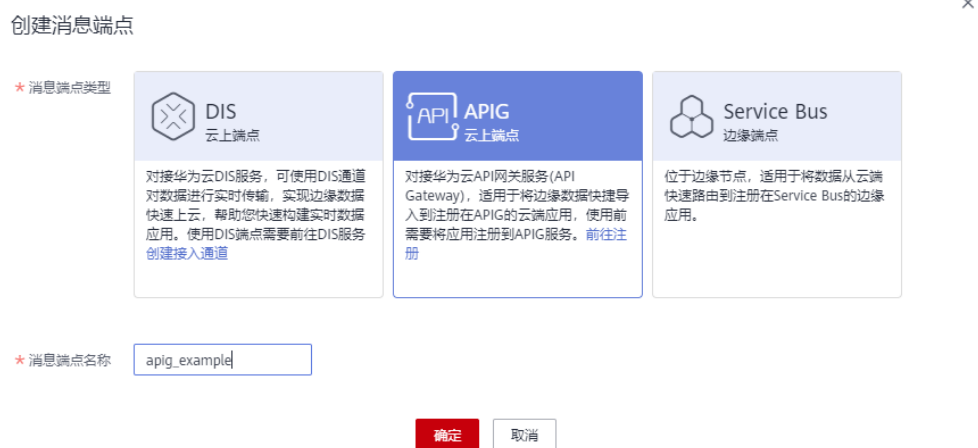 ×
创建消息端点
* 消息端点类型
DIS
云上端点
对接华为云DIS服务，可使用DIS通道
对数据进行实时传输，实现边缘数据
快速上云，帮助您快速构建实时数据
应用。使用DIS端点需要前往DIS服务
创建接入通道
API
APIG
云上端点
对接华为云API网关服务(API
Gateway)，适用于将边缘数据快捷导
入到注册在APIG的云端应用，使用前
需要将应用注册到APIG服务。前往注
册
Service Bus
边缘端点
位于边缘节点，适用于将数据从云端
快速路由到注册在Service Bus的边缘
应用。
* 消息端点名称
apig_example
确定
取消